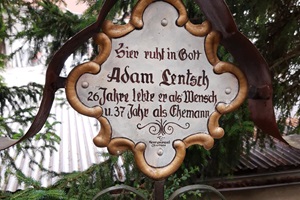 Hier ruht in Gott
Adam Lentsch
26 Jahre lebte er als Mensch
u. 37 Jahr als Ehemann